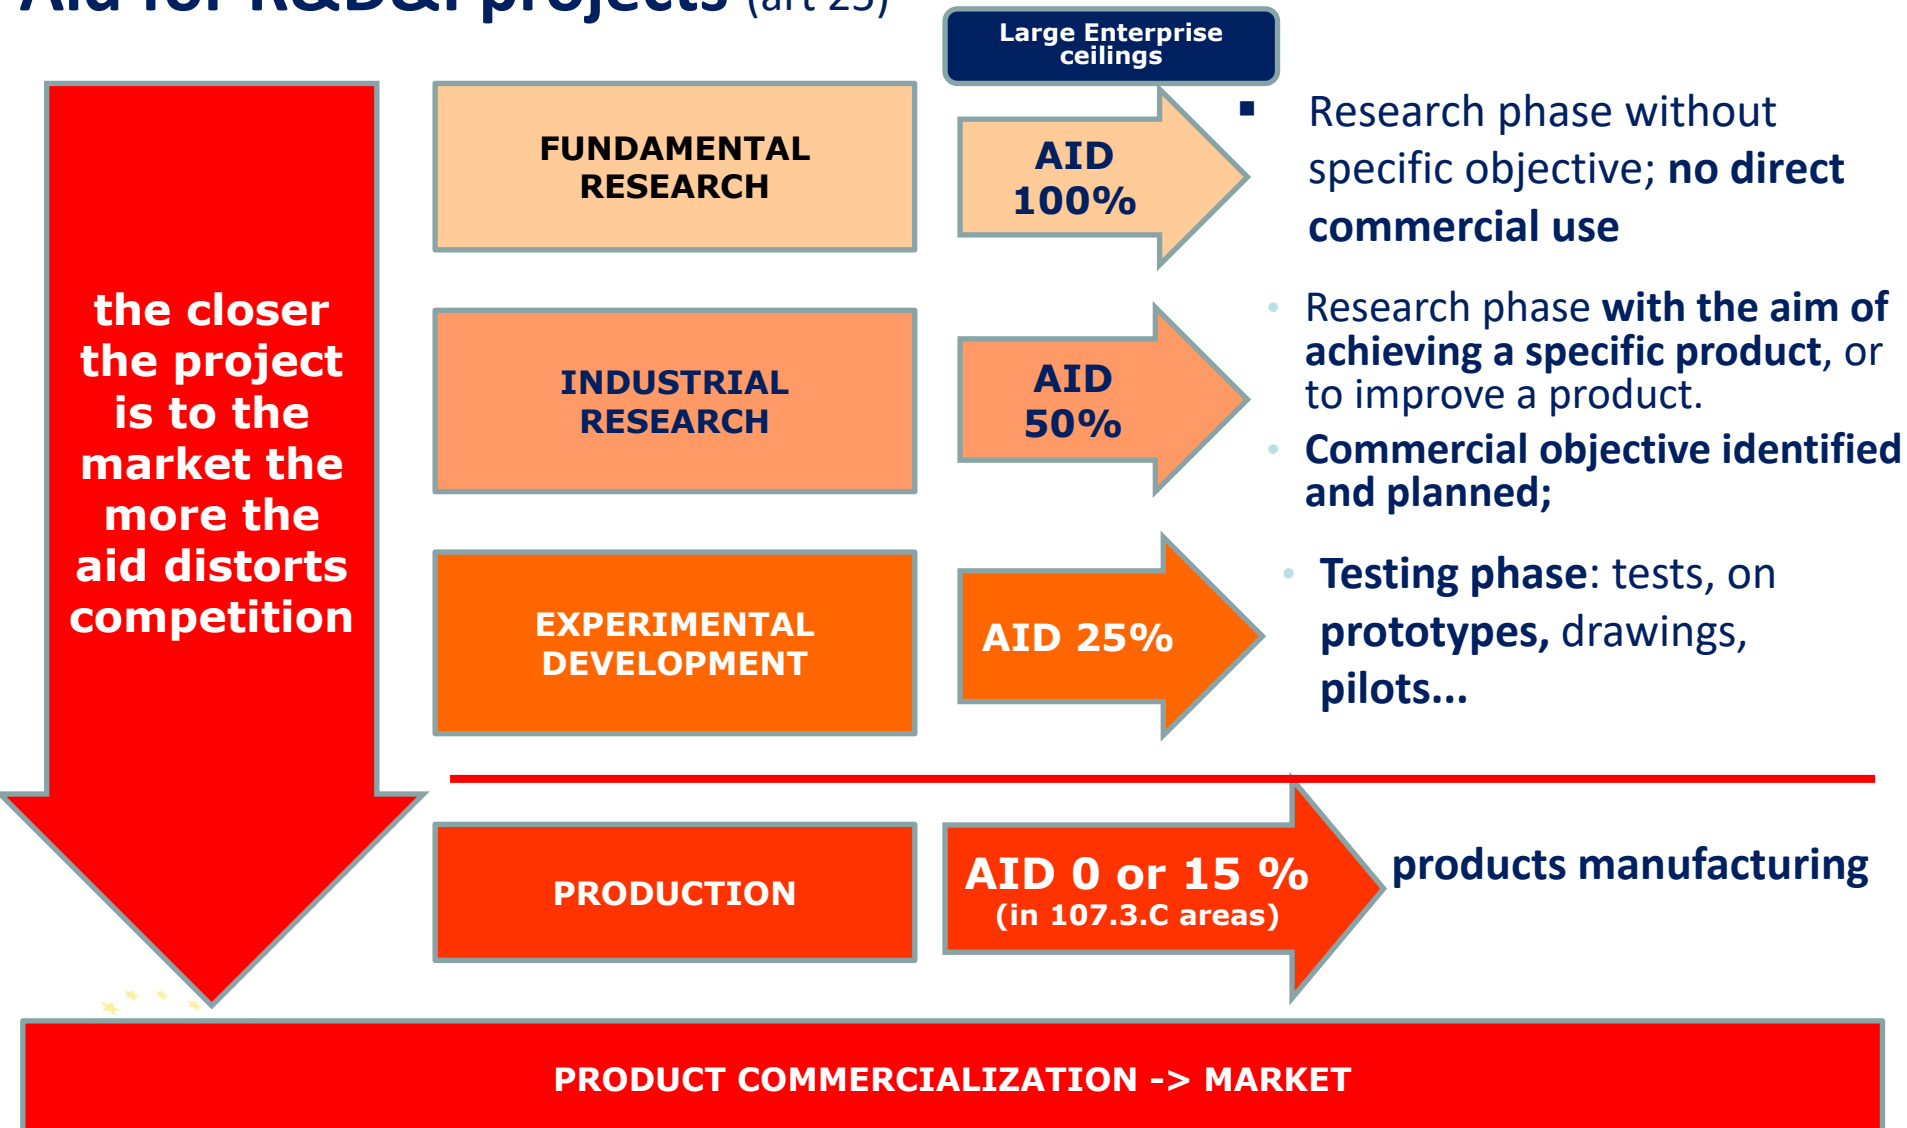 Aid for R&D&I projects (art 25)
Large Enterprise
ceilings
the closer
the project
is to the
market the
more the
aid distorts
competition
FUNDAMENTAL
RESEARCH
AID
100%
▪ Research phase without
specific objective; no direct
commercial use
INDUSTRIAL
RESEARCH
AID
50%
• Research phase with the aim of
achieving a specific product, or
to improve a product.
• Commercial objective identified
and planned;
EXPERIMENTAL
DEVELOPMENT
AID 25%
• Testing phase: tests, on
prototypes, drawings,
pilots...
PRODUCTION
AID 0 or 15 %
(in 107.3.C areas)
products manufacturing
PRODUCT COMMERCIALIZATION -> MARKET